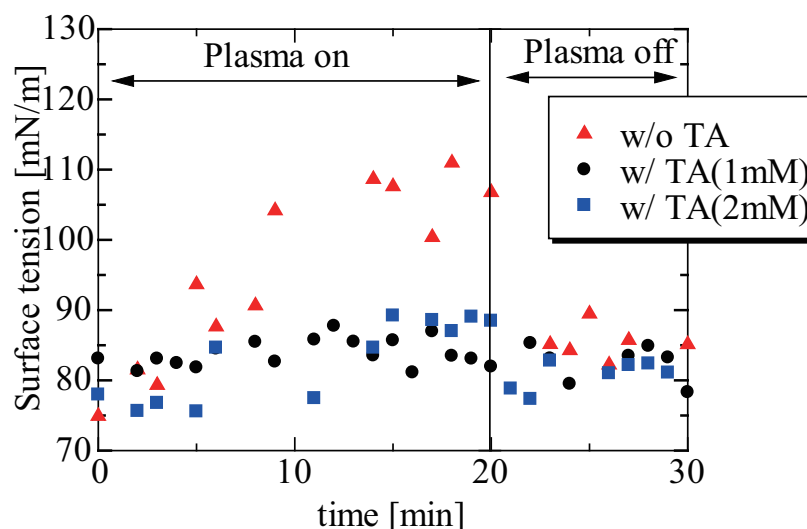 130
120
110
100
90
80
70
Surface tension [mN/m]
Plasma on
Plasma off
w/o TA
w/ TA(1mM)
w/ TA(2mM)
0
10
20
30
time [min]